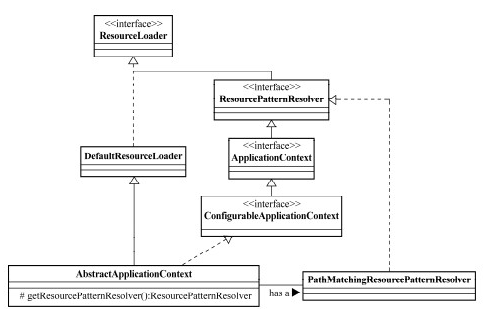 <<interface>>
ResourceLoader
<<interface>>
ResourcePatternResolver
<<interface>>
ApplicationContext
DefaultResourceLoader
<<interface>>
ConfigurableApplicationContext
AbstractApplicationContext
# getResourcePatternResolver():ResourcePatternResolver
has a
PathMatchingResourcePatternResolver